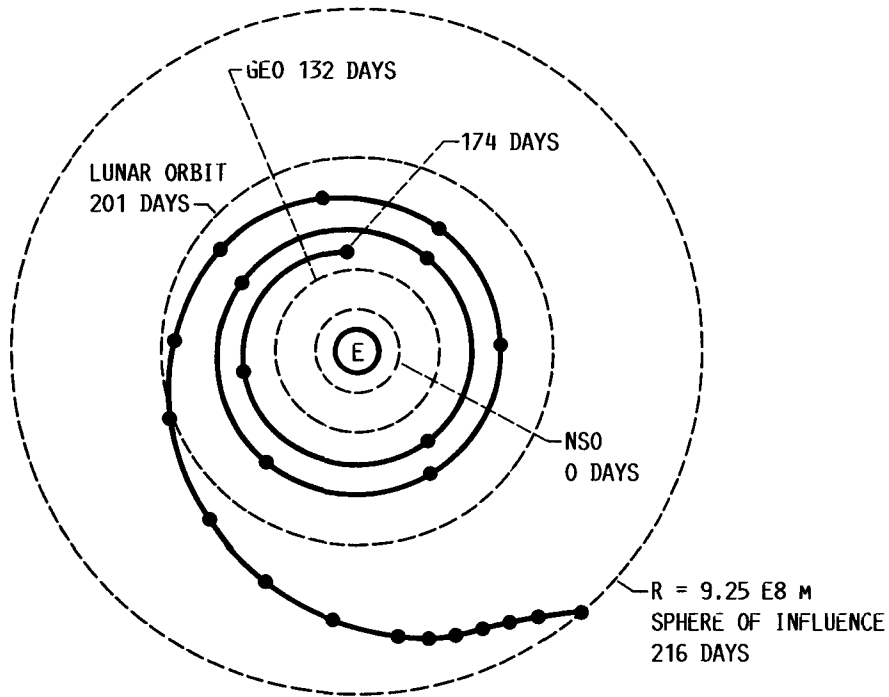 GEO 132 DAYS
174 DAYS
LUNAR ORBIT
201 DAYS
E
NSO
0 DAYS
R = 9.25 E8 M
SPHERE OF INFLUENCE
216 DAYS